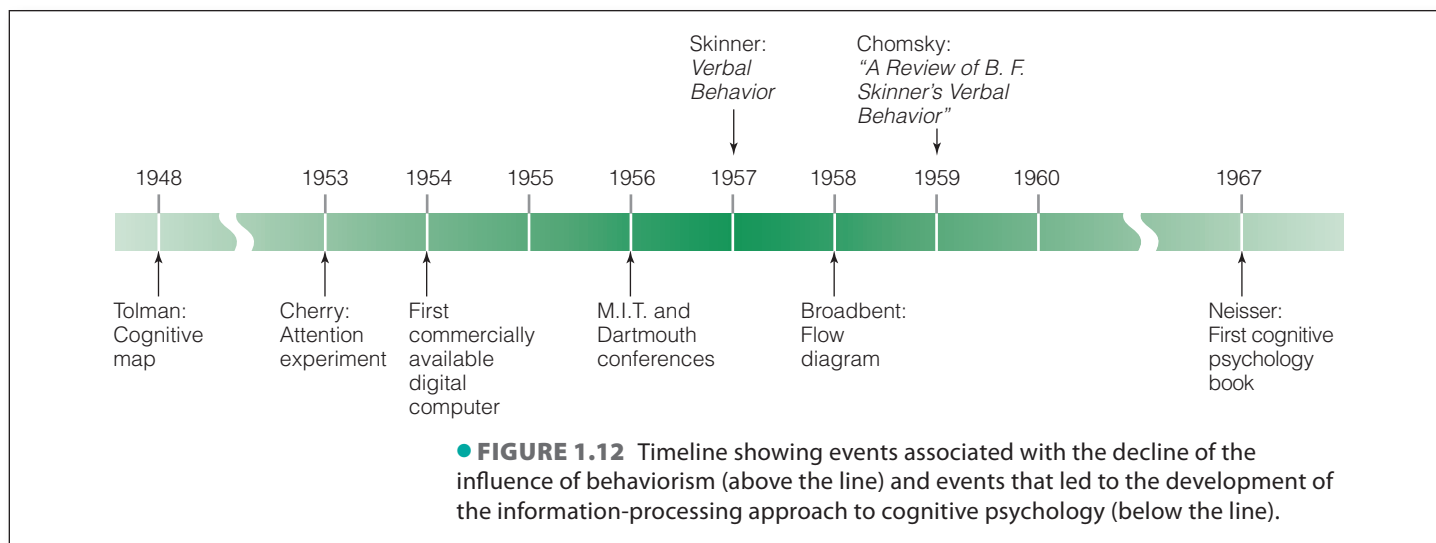 Skinner:
Verbal
Behavior
Chomsky:
“A Review of B. F.
Skinner’s Verbal
Behavior”
1948 1953 1954 1955 1956 1957 1958 1959 1960 1967
Tolman:
Cognitive
map
Cherry:
Attention
experiment
First
commercially
available
digital
computer
M.I.T. and
Dartmouth
conferences
Broadbent:
Flow
diagram
Neisser:
First cognitive
psychology
book
● FIGURE 1.12 Timeline showing events associated with the decline of the
influence of behaviorism (above the line) and events that led to the development of
the information-processing approach to cognitive psychology (below the line).